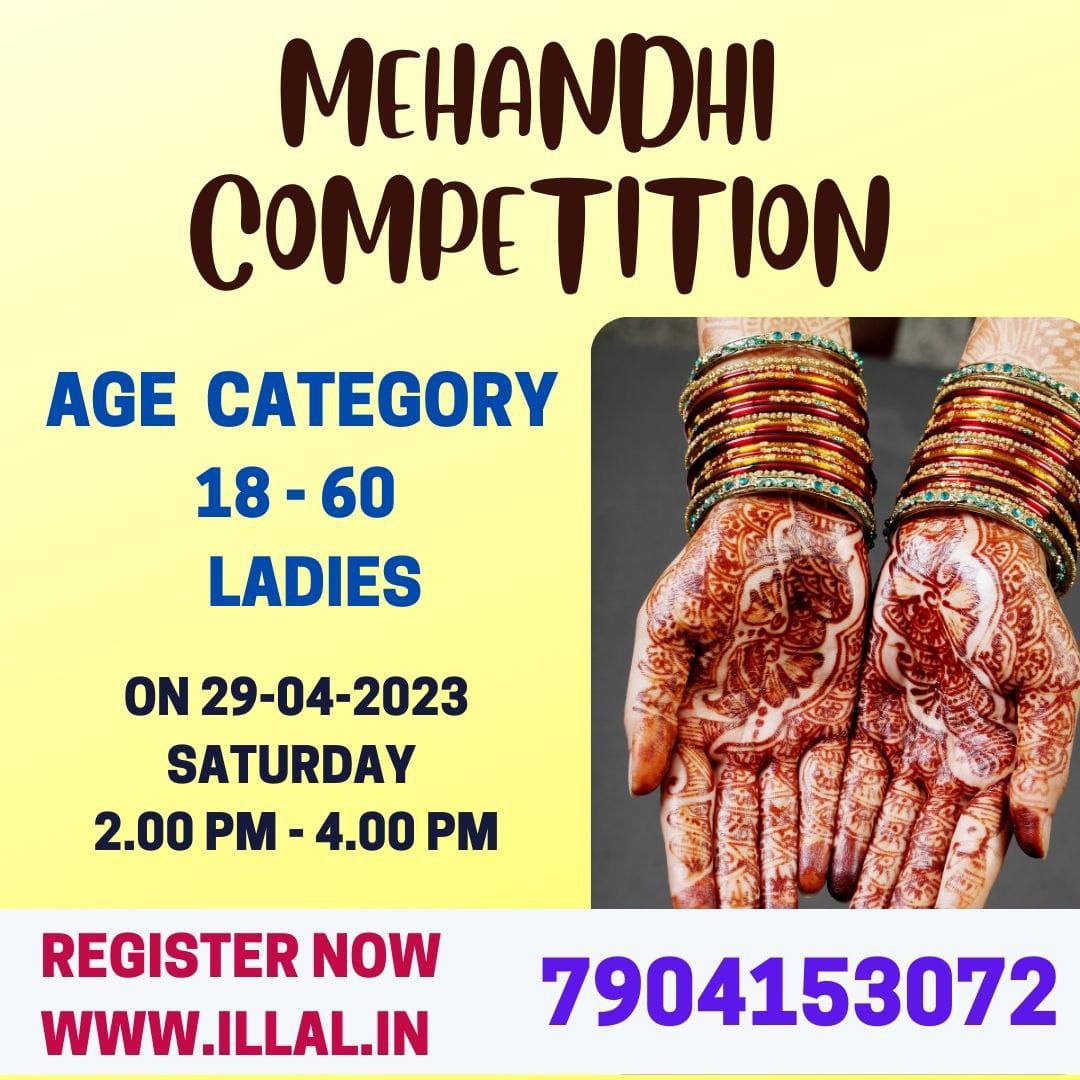 MEHANDHI
COMPETITION
AGE CATEGORY
18 - 60
LADIES
ON 29-04-2023
SATURDAY
2.00 PM - 4.00 PM
REGISTER NOW
WWW.ILLAL.IN
7904153072